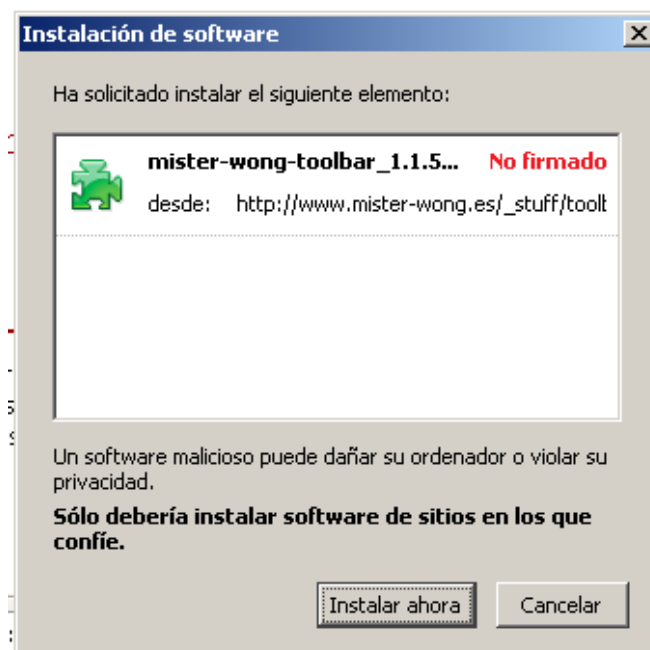 Instalación de software
Ha solicitado instalar el siguiente elemento:
mister-wong-toolbar_1.1.5... No firmado
desde: http://www.mister-wong.es/_stuff/toolb
Un software malicioso puede dañar su ordenador o violar su
privacidad.
Sólo debería instalar software de sitios en los que
confíe.
Instalar ahora Cancelar